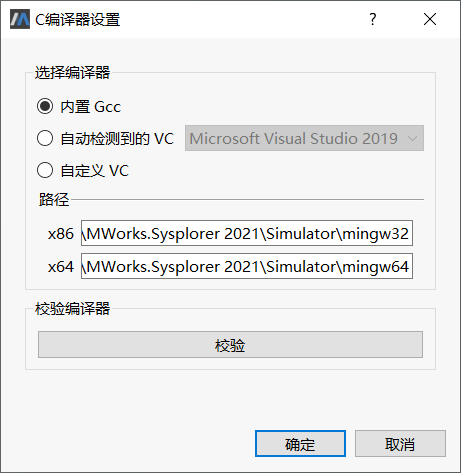 C编译器设置
?
选择编译器
内置 Gcc
自动检测到的 VC Microsoft Visual Studio 2019
自定义 VC
路径
x86 \MWorks.Sysplorer 2021\Simulator\mingw32
x64 \MWorks.Sysplorer 2021\Simulator\mingw64
校验编译器
校验
确定 取消